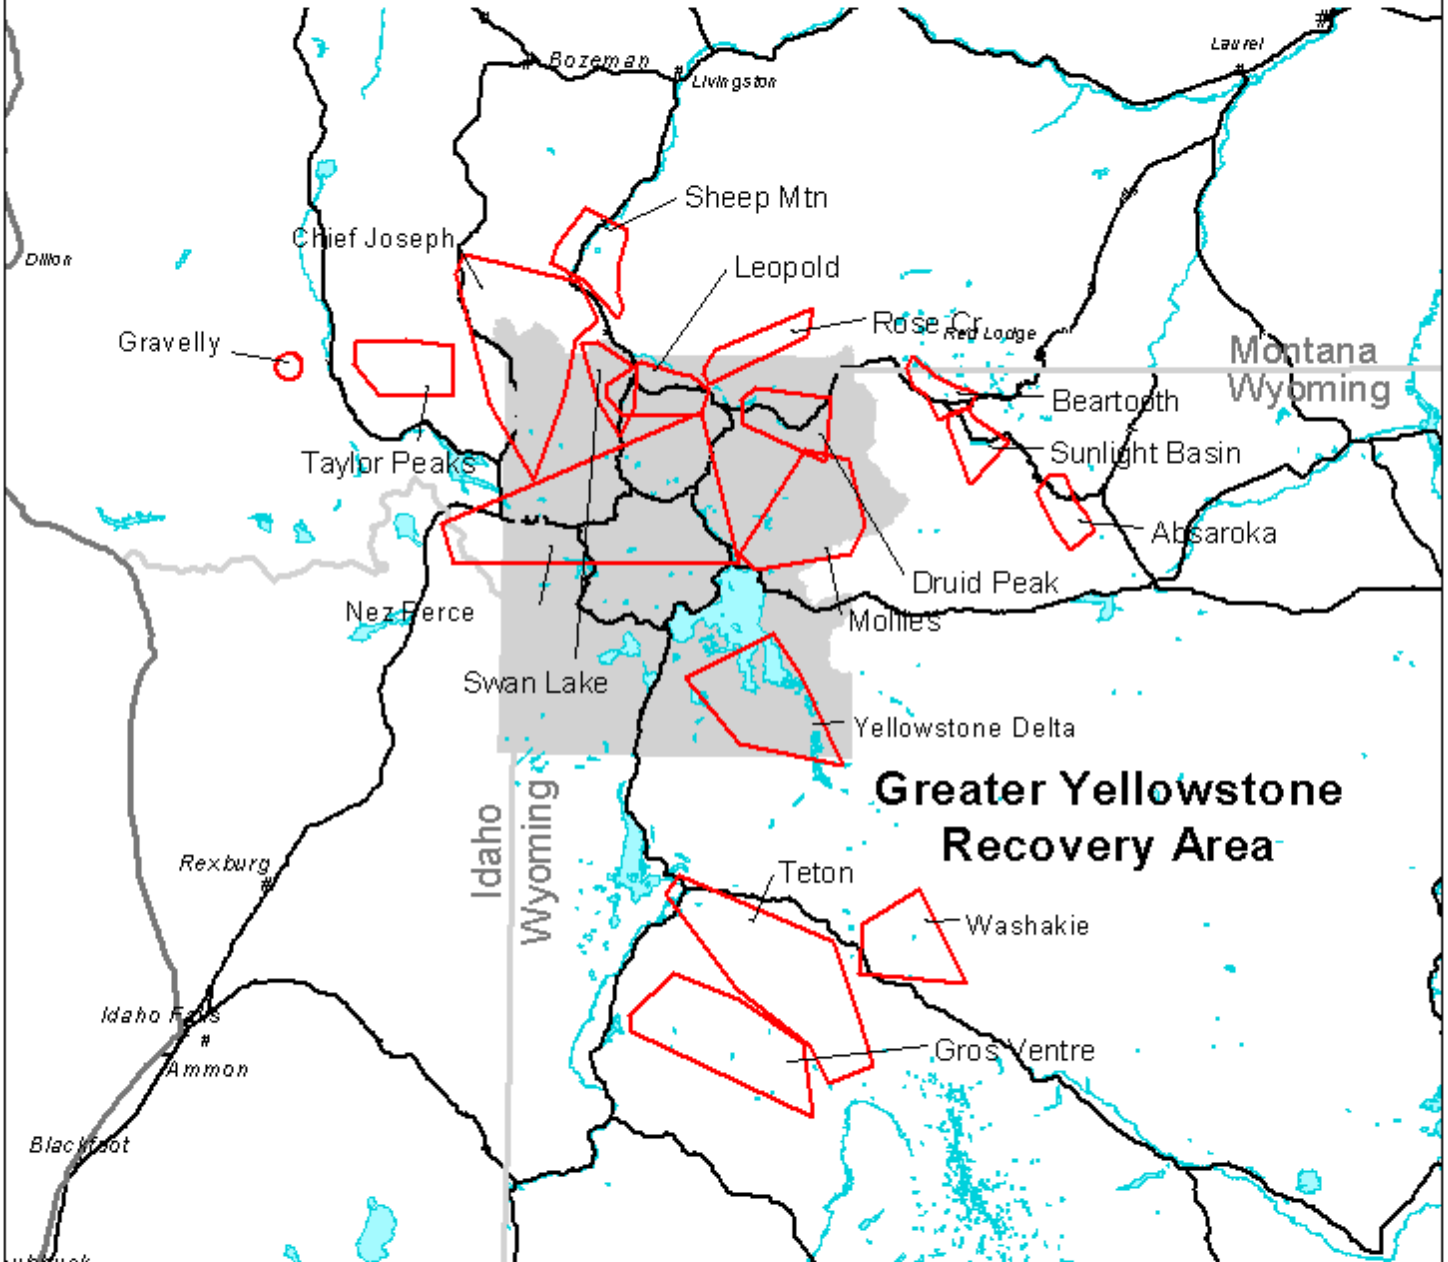 Laurel
Bozeman
Livingston
Sheep Mtn
Chief Joseph
Dillon
Leopold
Rose Cr
Red Lodge
Gravelly
Montana
Wyoming
Beartooth
Taylor Peaks
Sunlight Basin
Absaroka
Druid Peak
Nez Perce
Mollies
Swan Lake
Yellowstone Delta
Greater Yellowstone
Recovery Area
Idaho
Wyoming
Rexburg
Teton
Washakie
Idaho Falls
Gros Ventre
Ammon
Blackfoot